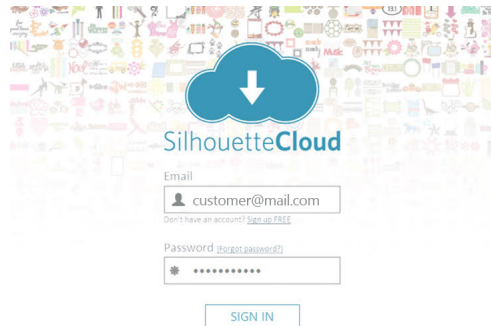 SilhouetteCloud
Email
customer@mail.com
Don't have an account? Sign up FREE
Password (Forgot password?)
•••••••••••
SIGN IN